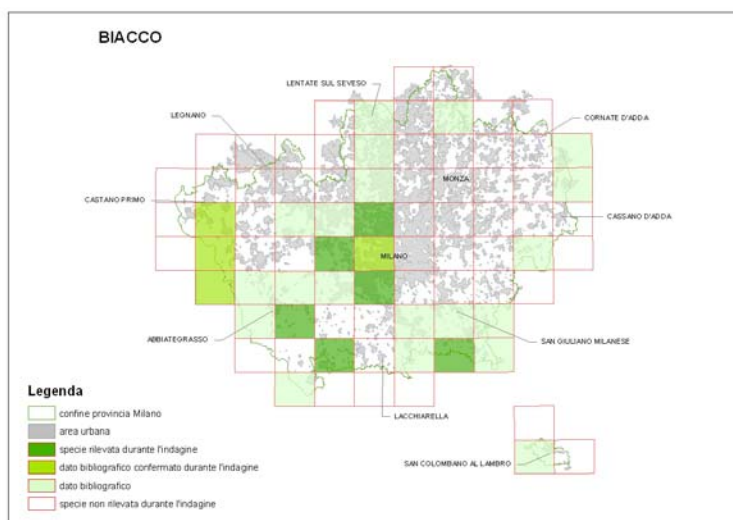 BIACCO
LENTATE SUL SEVESO
LEGNANO
CORNATE D'ADDA
MONZA
CASTANO PRIMO
CASSANO D'ADDA
MILANO
ABBIATEGRASSO
SAN GIULIANO MILANESE
LACCHIARELLA
SAN COLOMBANO AL LAMBRO
Legenda
confine provincia Milano
area urbana
specie rilevata durante l'indagine
dato bibliografico confermato durante l'indagine
dato bibliografico
specie non rilevata durante l'indagine